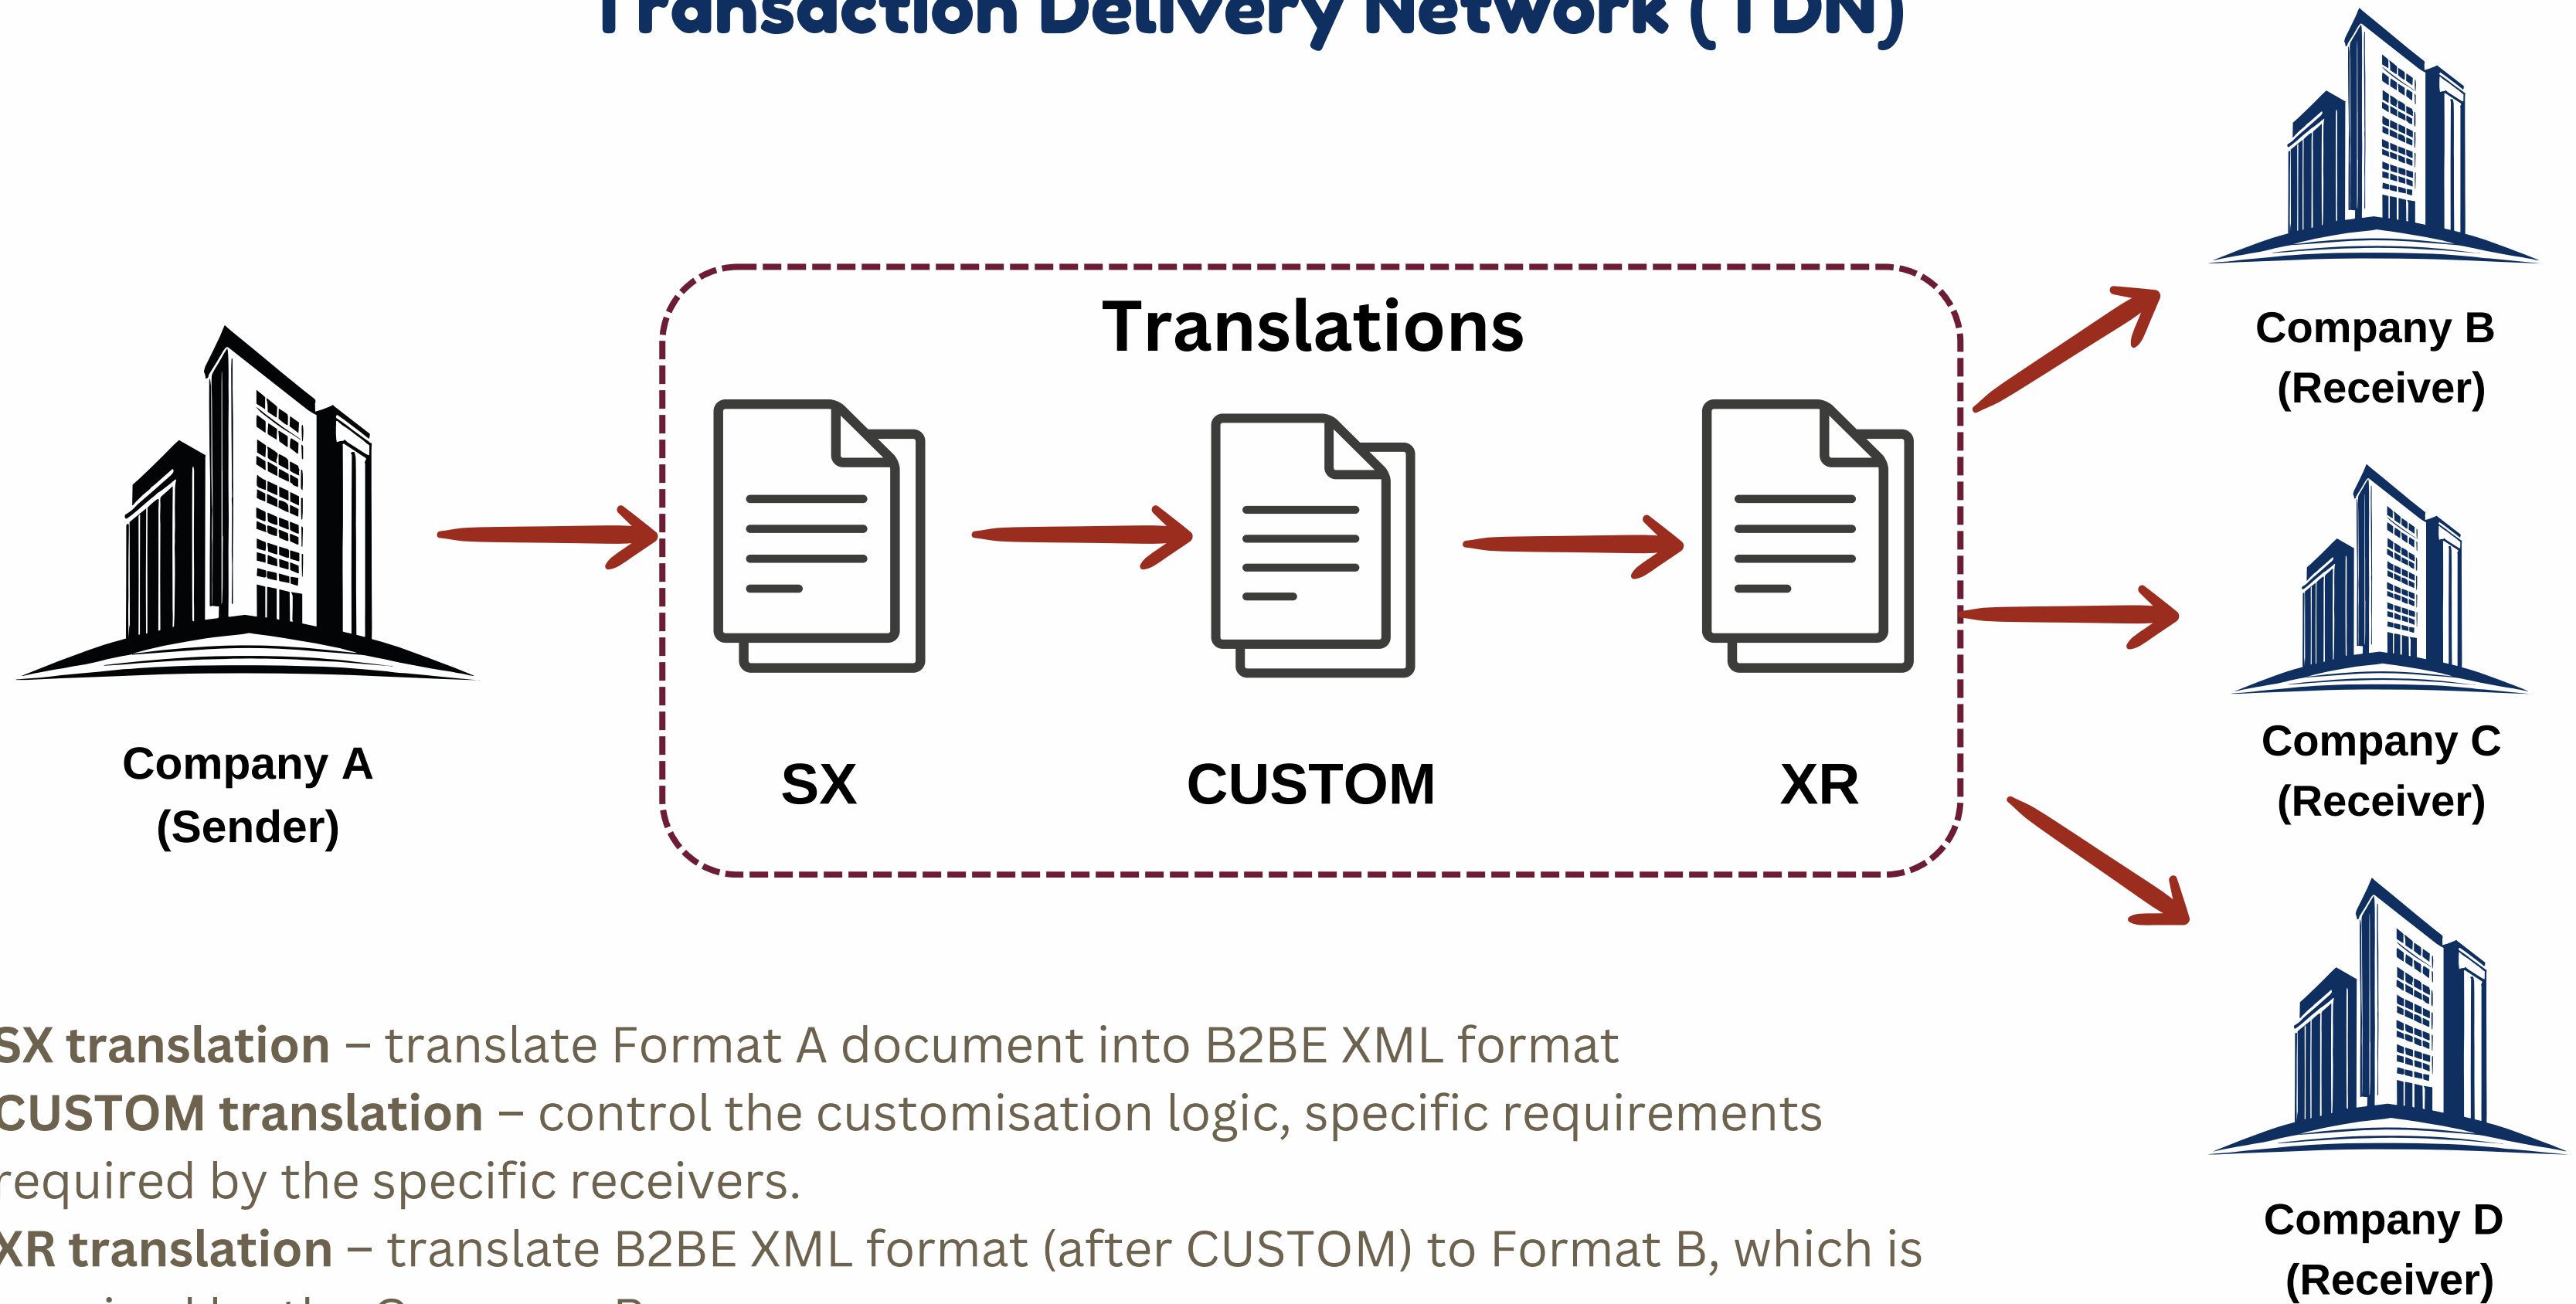 Transaction Delivery Network (TDN)
Translations
Company A
(Sender)
SX
CUSTOM
XR
Company B
(Receiver)
Company C
(Receiver)
Company D
(Receiver)
SX translation – translate Format A document into B2BE XML format
CUSTOM translation – control the customisation logic, specific requirements
required by the specific receivers.
XR translation – translate B2BE XML format (after CUSTOM) to Format B, which is